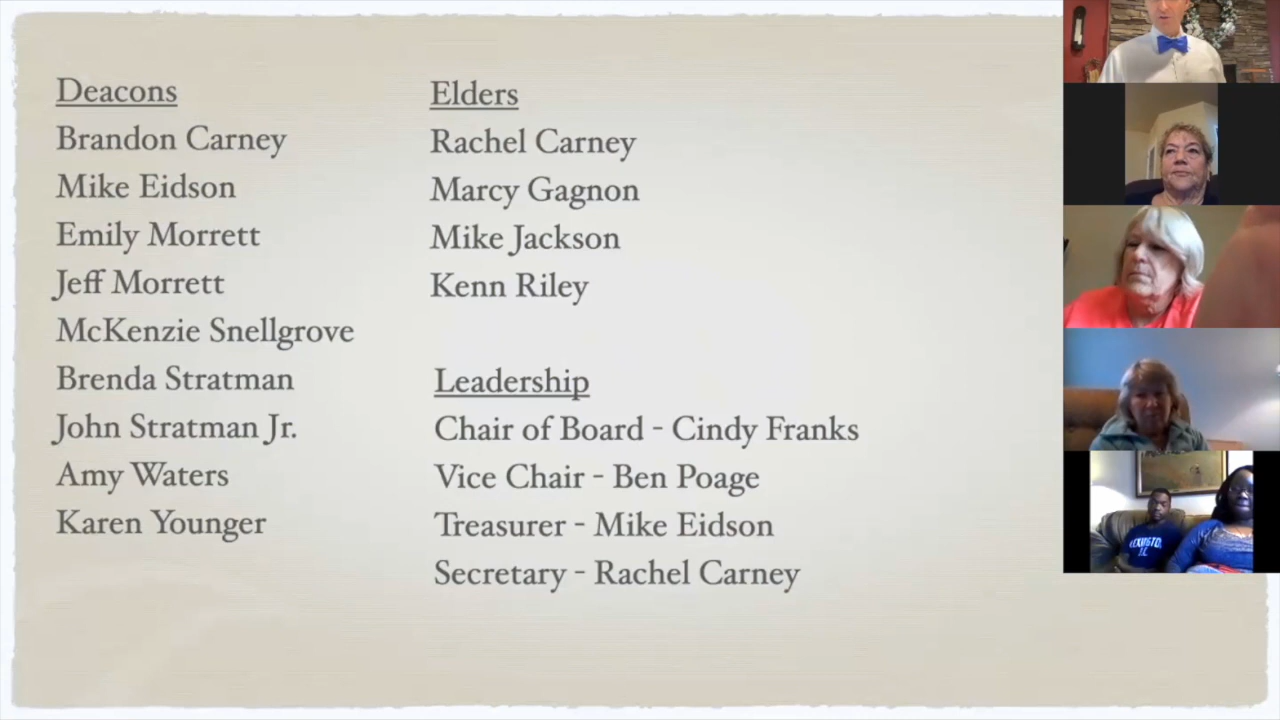 Deacons
Brandon Carney
Mike Eidson
Emily Morrett
Jeff Morrett
McKenzie Snellgrove
Brenda Stratman
John Stratman Jr.
Amy Waters
Karen Younger
Elders
Rachel Carney
Marcy Gagnon
Mike Jackson
Kenn Riley
Leadership
Chair of Board - Cindy Franks
Vice Chair - Ben Poage
Treasurer - Mike Eidson
Secretary - Rachel Carney